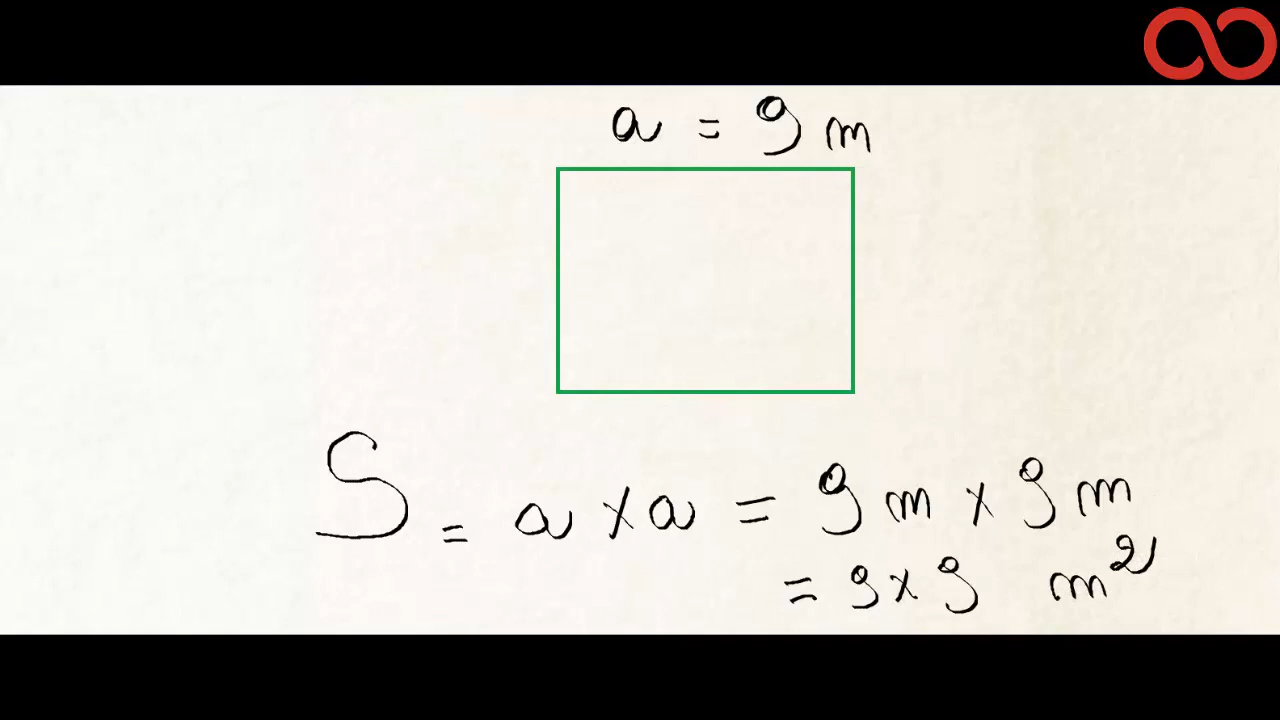 a = 9 m
S = a x a = 9 m x 9 m
= 9 x 9 m²